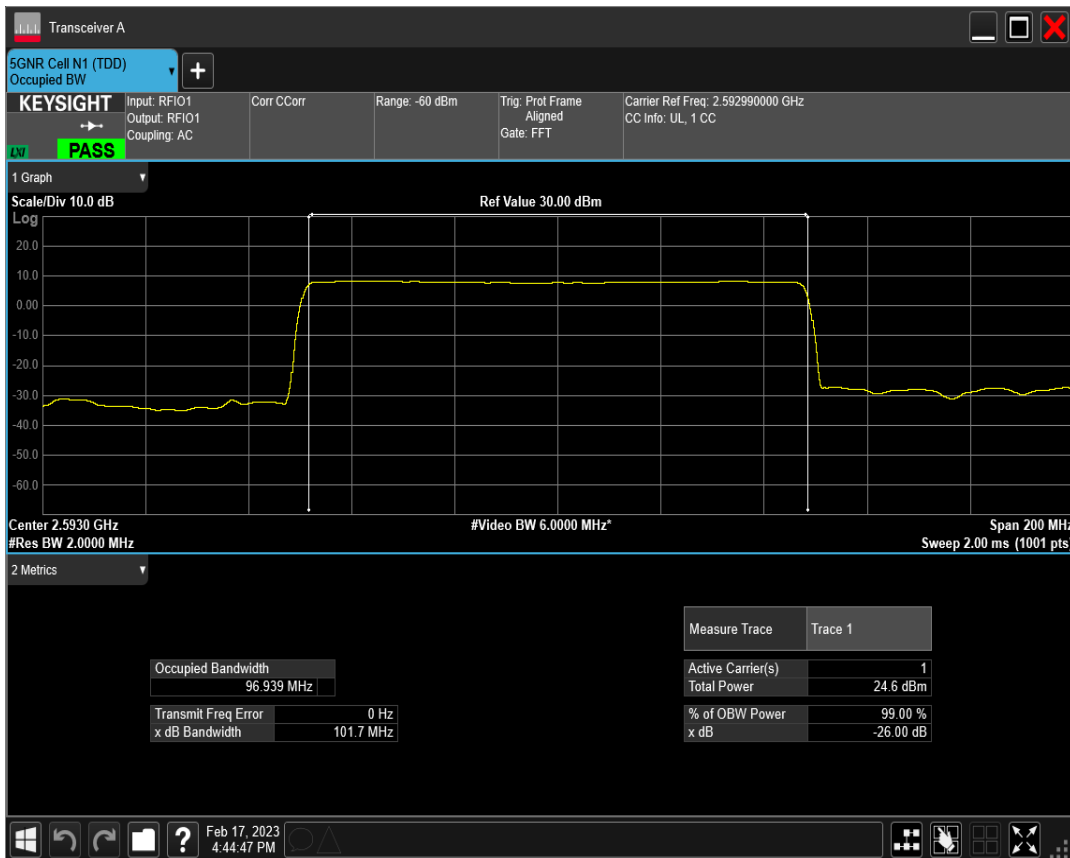 Transceiver A
5GNR Cell N1 (TDD)
Occupied BW
+
KEYSIGHT
LXI
PASS
Input: RFIO1
Output: RFIO1
Coupling: AC
Corr CCorr
Range: -60 dBm
Trig: Prot Frame
Aligned
Gate: FFT
Carrier Ref Freq: 2.592990000 GHz
CC Info: UL, 1 CC
1 Graph
Scale/Div 10.0 dB
Ref Value 30.00 dBm
Log
20.0
10.0
0.00
-10.0
-20.0
-30.0
-40.0
-50.0
-60.0
Center 2.5930 GHz
#Video BW 6.0000 MHz*
Span 200 MHz
#Res BW 2.0000 MHz
Sweep 2.00 ms (1001 pts)
2 Metrics
Measure Trace Trace 1
Occupied Bandwidth
96.939 MHz
Active Carrier(s) 1
Total Power 24.6 dBm
Transmit Freq Error 0 Hz
x dB Bandwidth 101.7 MHz
% of OBW Power 99.00 %
x dB -26.00 dB
?
Feb 17, 2023
4:44:47 PM